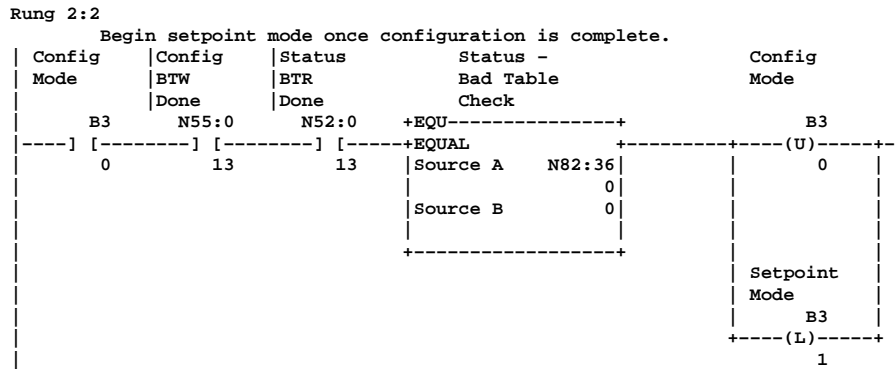 Rung 2:2
       Begin setpoint mode once configuration is complete.
| Config    |Config    |Status         Status –                Config
| Mode      |BTW       |BTR            Bad Table               Mode
|           |Done      |Done           Check
|      B3      N55:0      N52:0    +EQU–––––––––––––––+               B3
|––––] [––––––––] [––––––––] [–––––+EQUAL             +–––––––––+––––(U)–––––+–
|       0         13         13    |Source A    N82:36|         |       0    |
|                                  |                 0|         |            |
|                                  |Source B         0|         |            |
|                                  |                  |         |            |
|                                  +––––––––––––––––––+         |            |
|                                                               | Setpoint   |
|                                                               | Mode       |
|                                                               |      B3    |
|                                                               +––––(L)–––––+
|                                                                       1